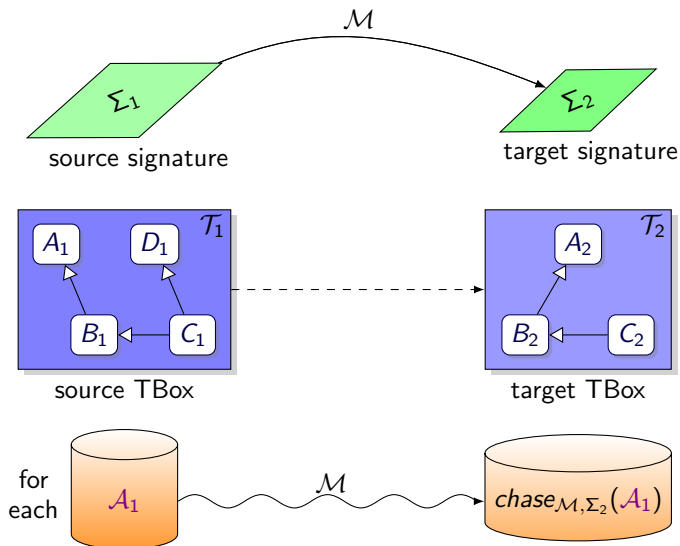 ℳ
Σ₁
Σ₂
source signature
target signature
𝒯₁
𝒯₂
A₁
D₁
A₂
B₁
C₁
B₂
C₂
source TBox
target TBox
for
each
𝒜₁
ℳ
chase_{ℳ,Σ₂}(𝒜₁)